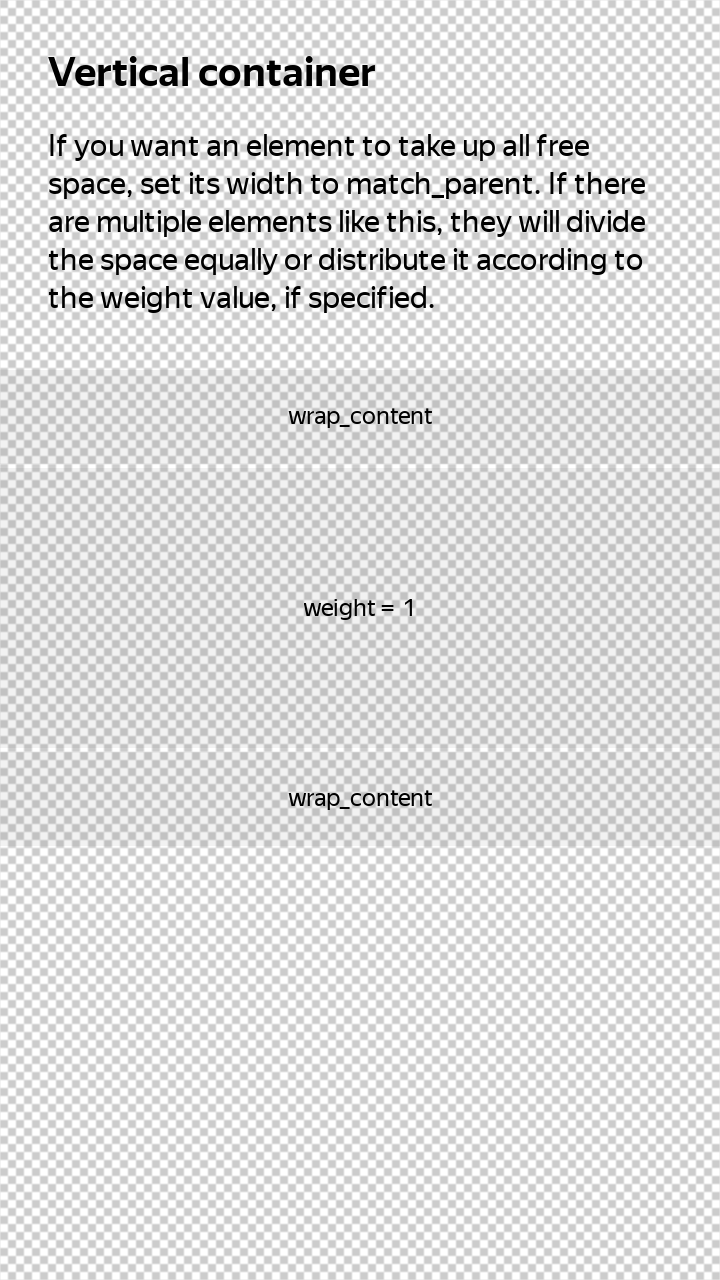 Vertical container
If you want an element to take up all free
space, set its width to match_parent. If there
are multiple elements like this, they will divide
the space equally or distribute it according to
the weight value, if specified.
wrap_content
weight = 1
wrap_content